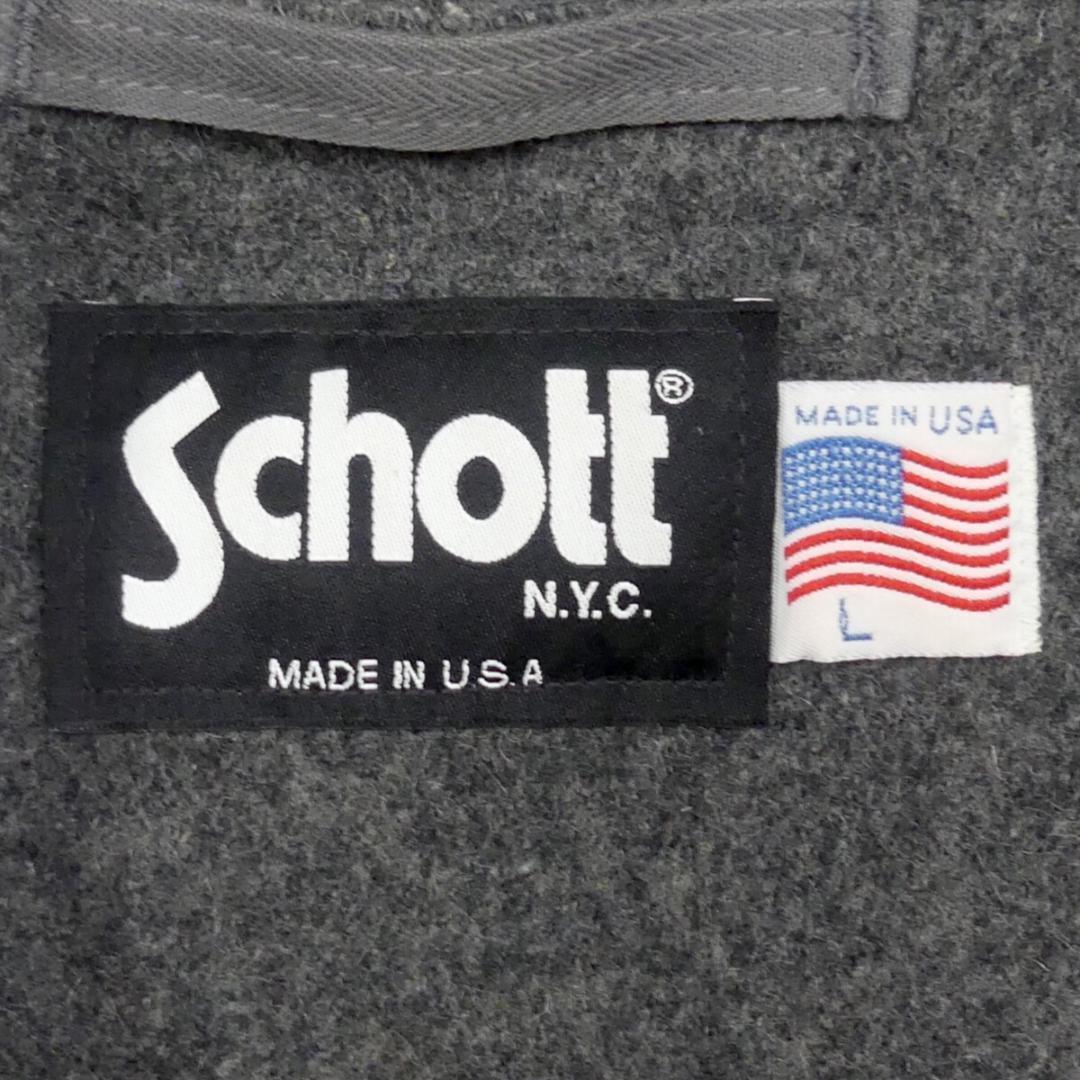 Schott®
N.Y.C.
MADE IN U.S.A
MADE IN USA
L